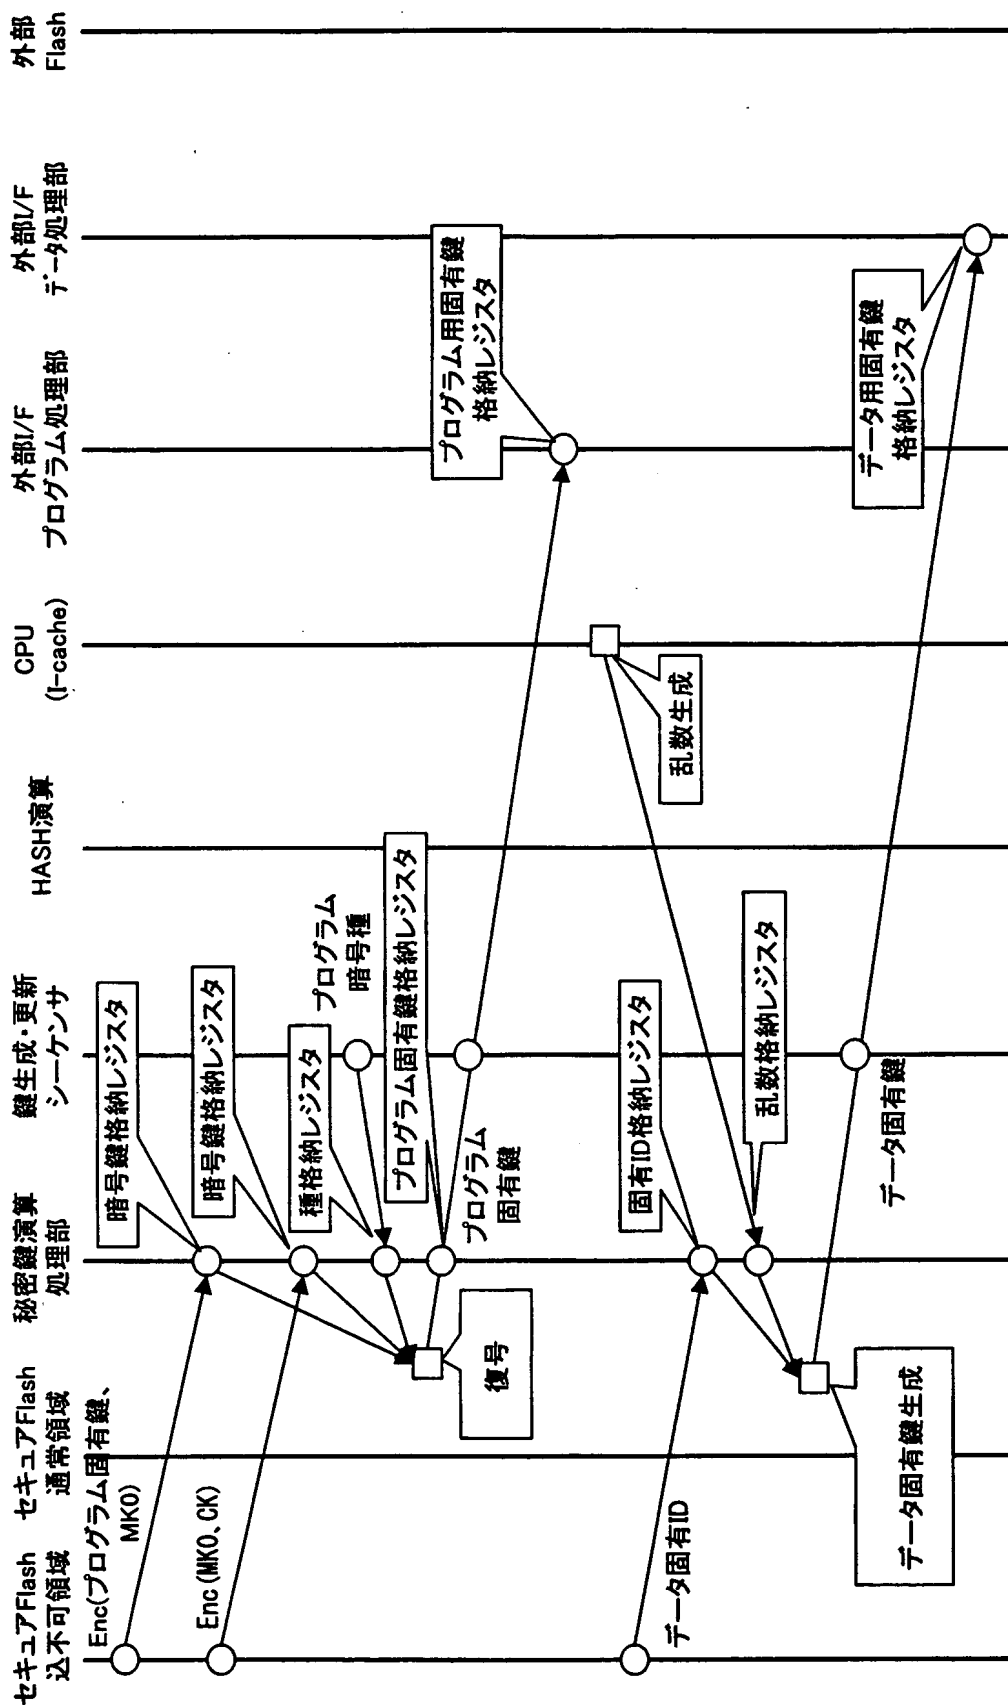 セキュアFlash
込不可領域
セキュアFlash
通常領域
秘密鍵演算
処理部
鍵生成・更新
シーケンサ
HASH演算
CPU
(I-cache)
外部I/F
プログラム処理部
外部I/F
データ処理部
外部
Flash
Enc(プログラム固有鍵、
MK0)
暗号鍵格納レジスタ
Enc(MK0、CK)
暗号鍵格納レジスタ
種格納レジスタ
プログラム
暗号種
プログラム固有鍵格納レジスタ
復号
プログラム
固有鍵
プログラム用固有鍵
格納レジスタ
乱数生成
データ固有ID
固有ID格納レジスタ
乱数格納レジスタ
データ固有鍵生成
データ固有鍵
データ用固有鍵
格納レジスタ